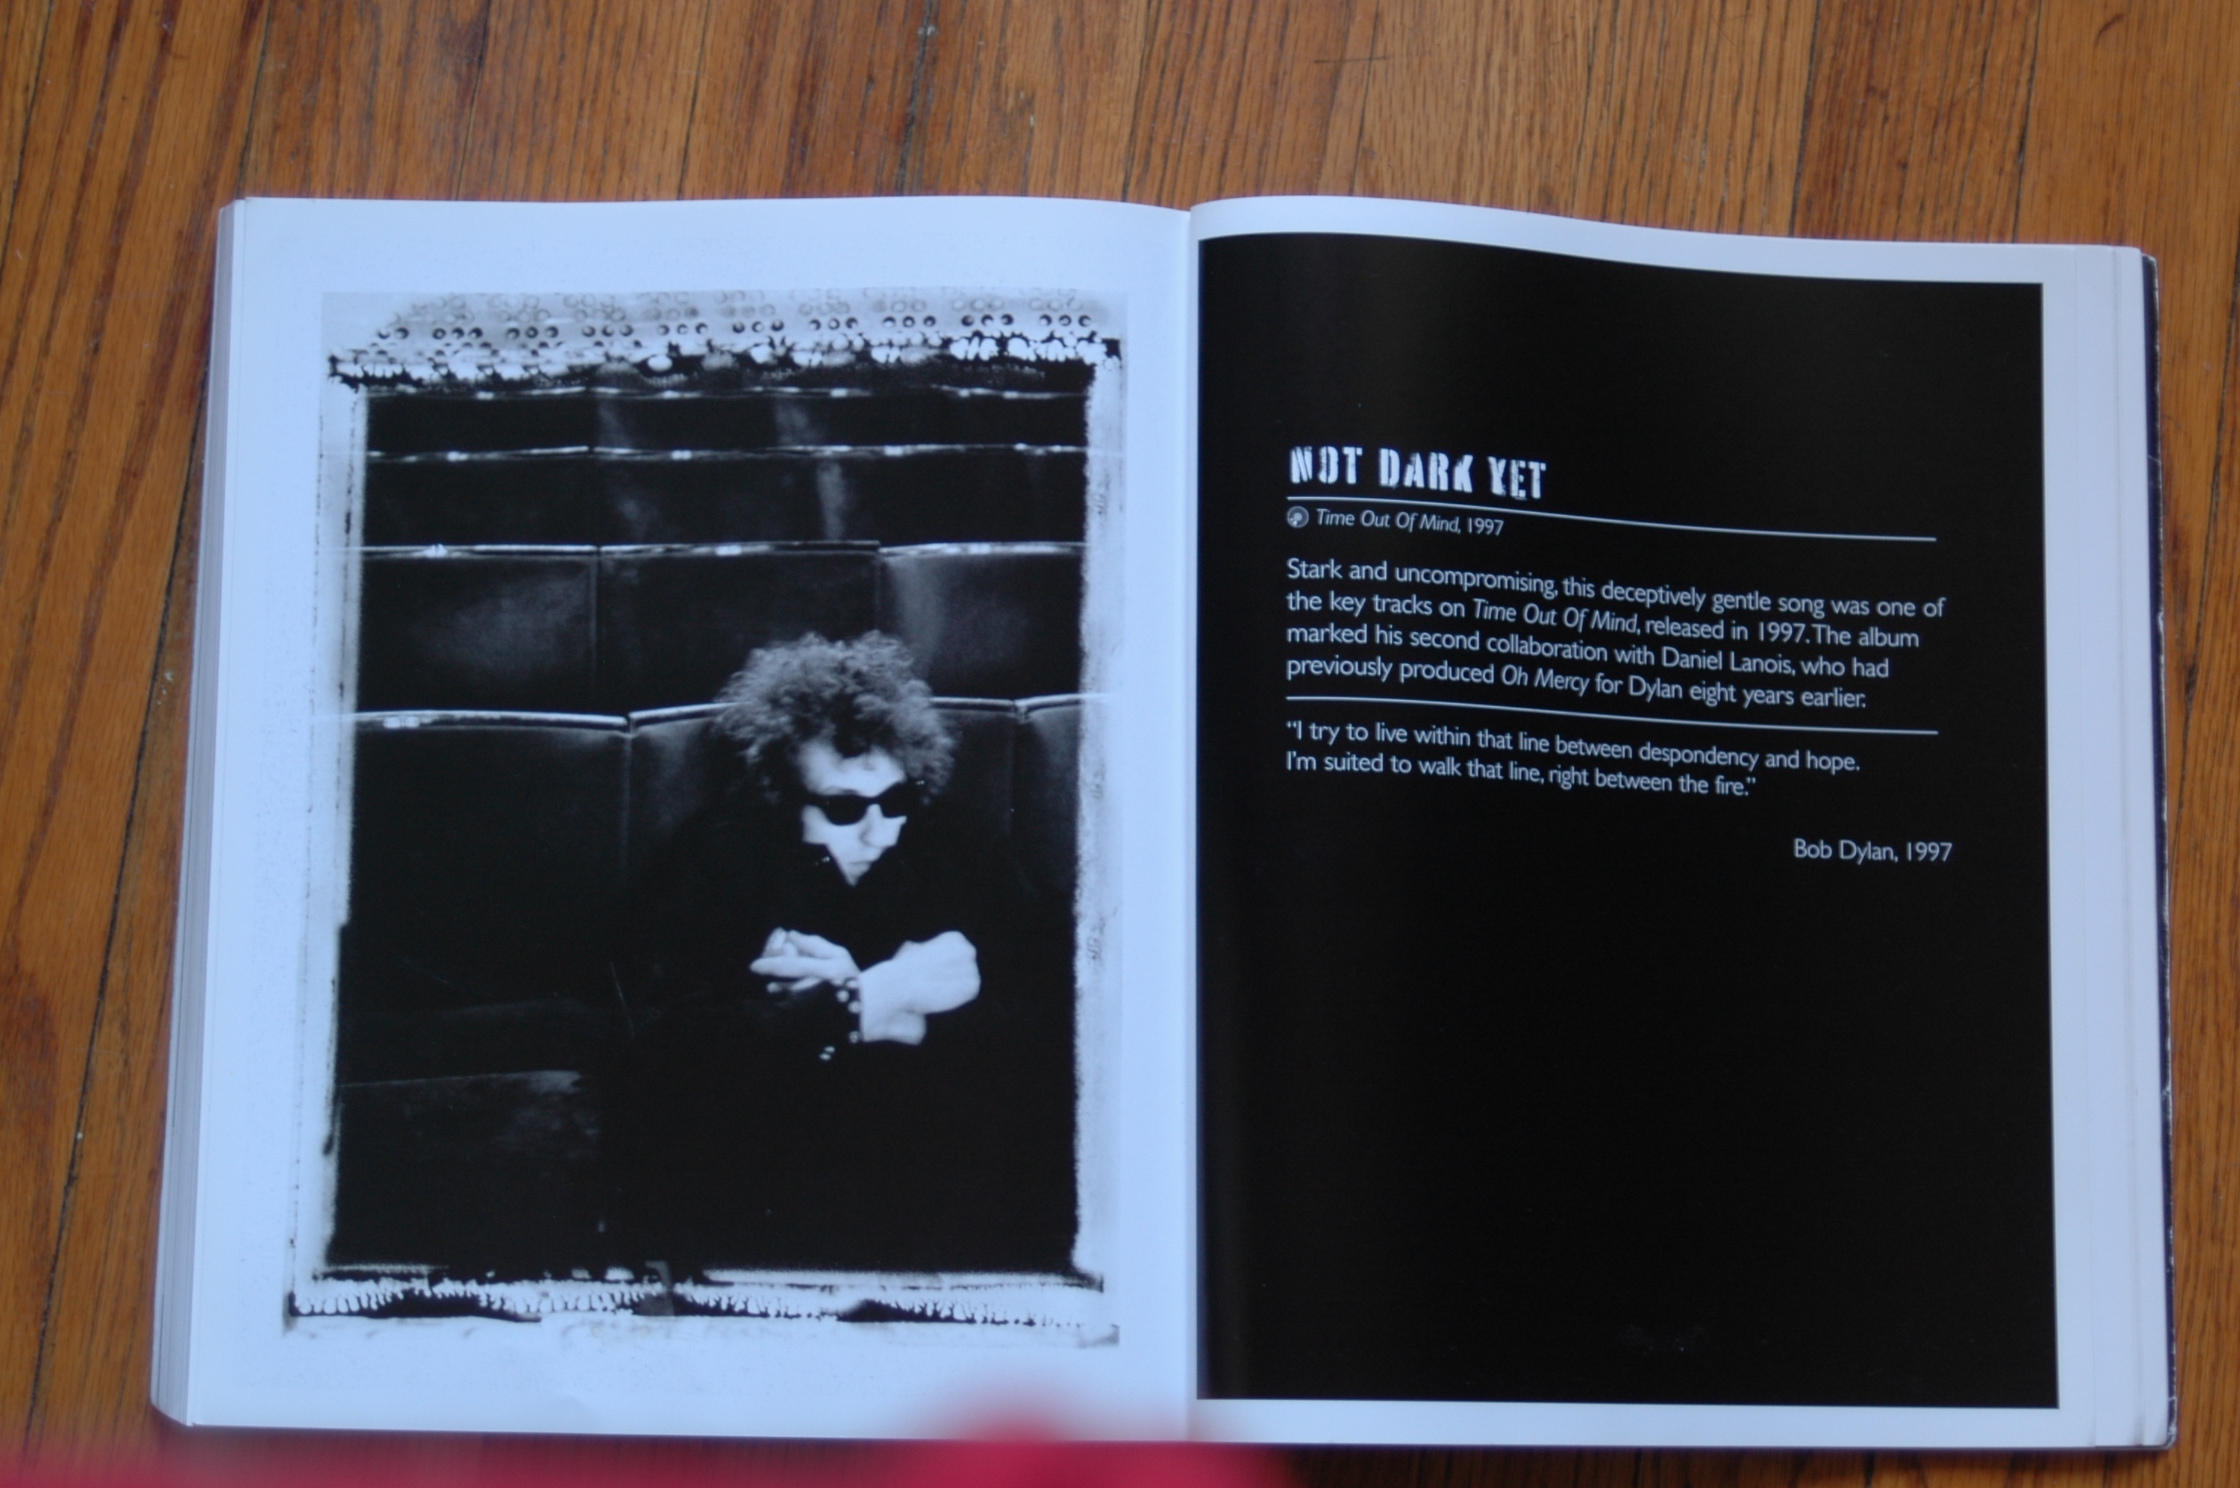 NOT DARK YET
Time Out Of Mind, 1997
Stark and uncompromising, this deceptively gentle song was one of
the key tracks on Time Out Of Mind, released in 1997. The album
marked his second collaboration with Daniel Lanois, who had
previously produced Oh Mercy for Dylan eight years earlier.
“I try to live within that line between despondency and hope.
I'm suited to walk that line, right between the fire.”
Bob Dylan, 1997